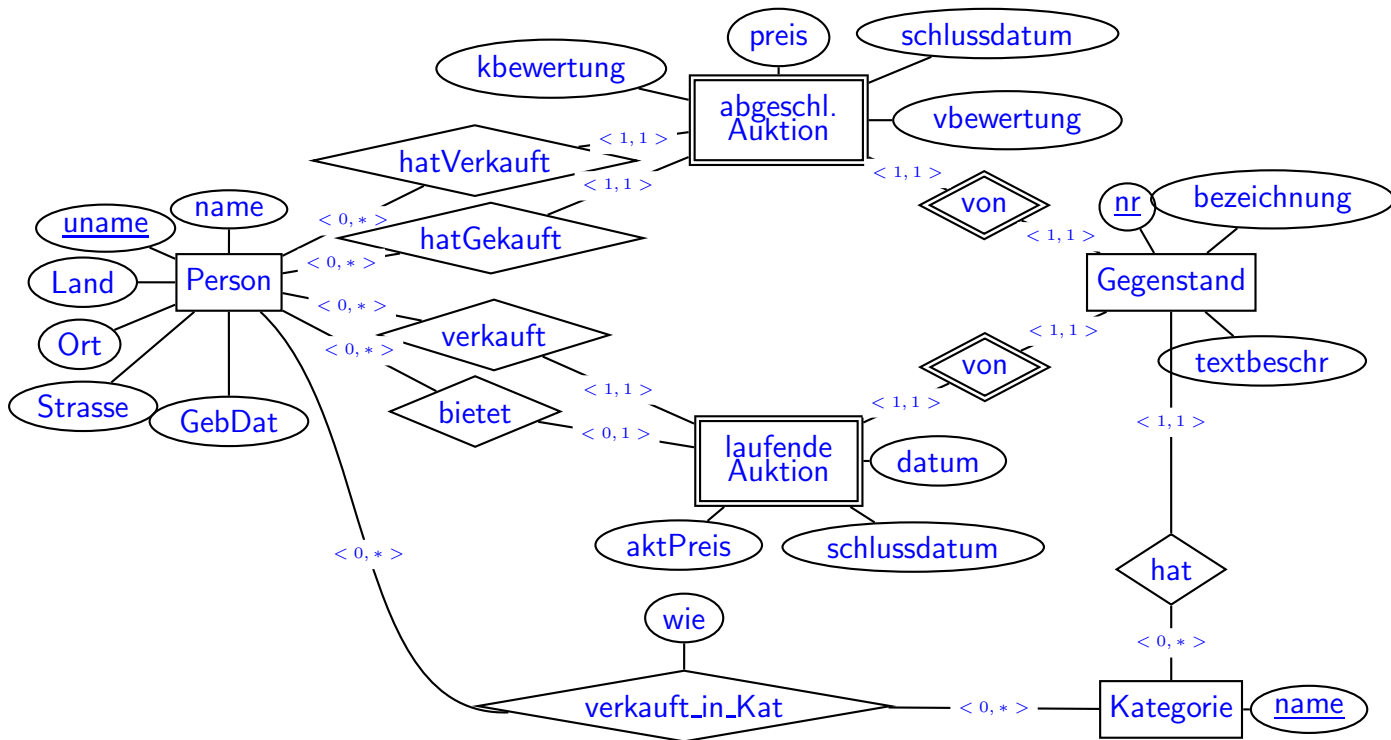 preis
schlussdatum
kbewertung
abgeschl.
Auktion
vbewertung
< 1, 1 >
hatVerkauft
< 1, 1 >
< 1, 1 >
name
uname
< 0, * >
hatGekauft
von
nr
bezeichnung
< 1, 1 >
< 0, * >
Land
Person
Gegenstand
< 0, * >
verkauft
< 1, 1 >
Ort
< 0, * >
von
textbeschr
< 1, 1 >
< 1, 1 >
Strasse
GebDat
bietet
< 0, 1 >
< 1, 1 >
laufende
Auktion
datum
aktPreis
schlussdatum
< 0, * >
hat
wie
< 0, * >
verkauft_in_Kat
< 0, * >
Kategorie
name